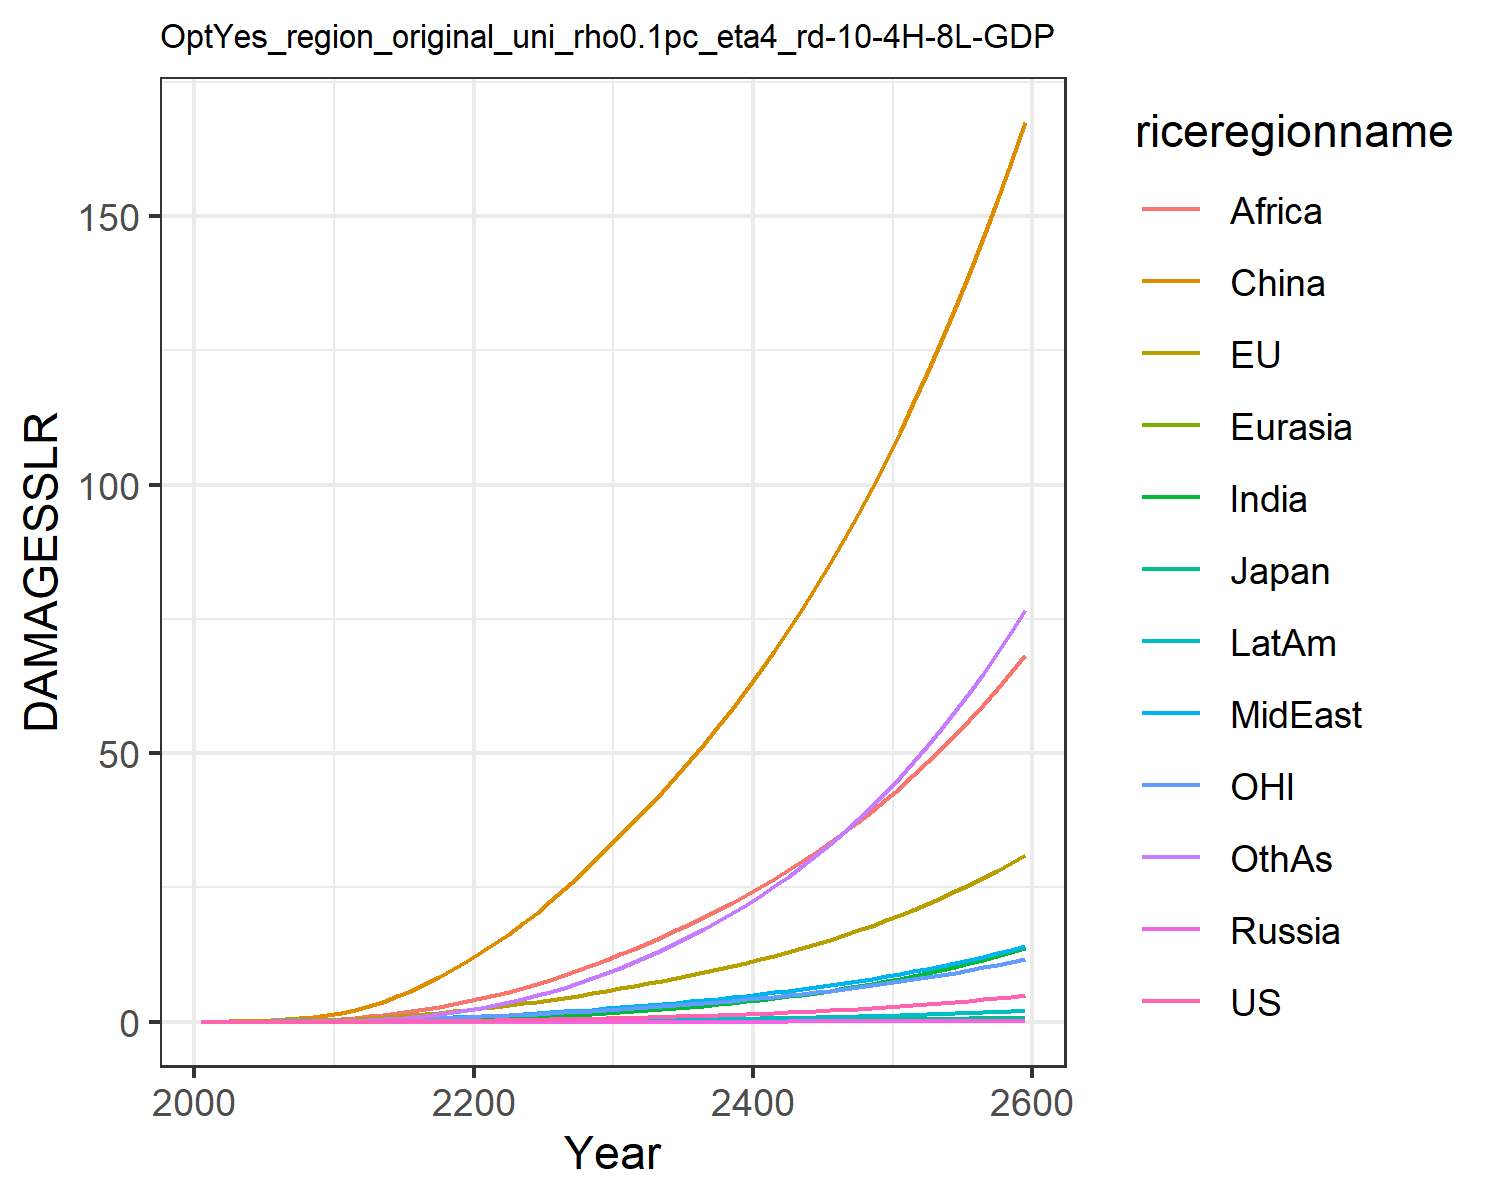 OptYes_region_original_uni_rho0.1pc_eta4_rd-10-4H-8L-GDP
DAMAGESSLR
150
100
50
0
2000
2200
2400
2600
Year
riceregionname
Africa
China
EU
Eurasia
India
Japan
LatAm
MidEast
OHI
OthAs
Russia
US